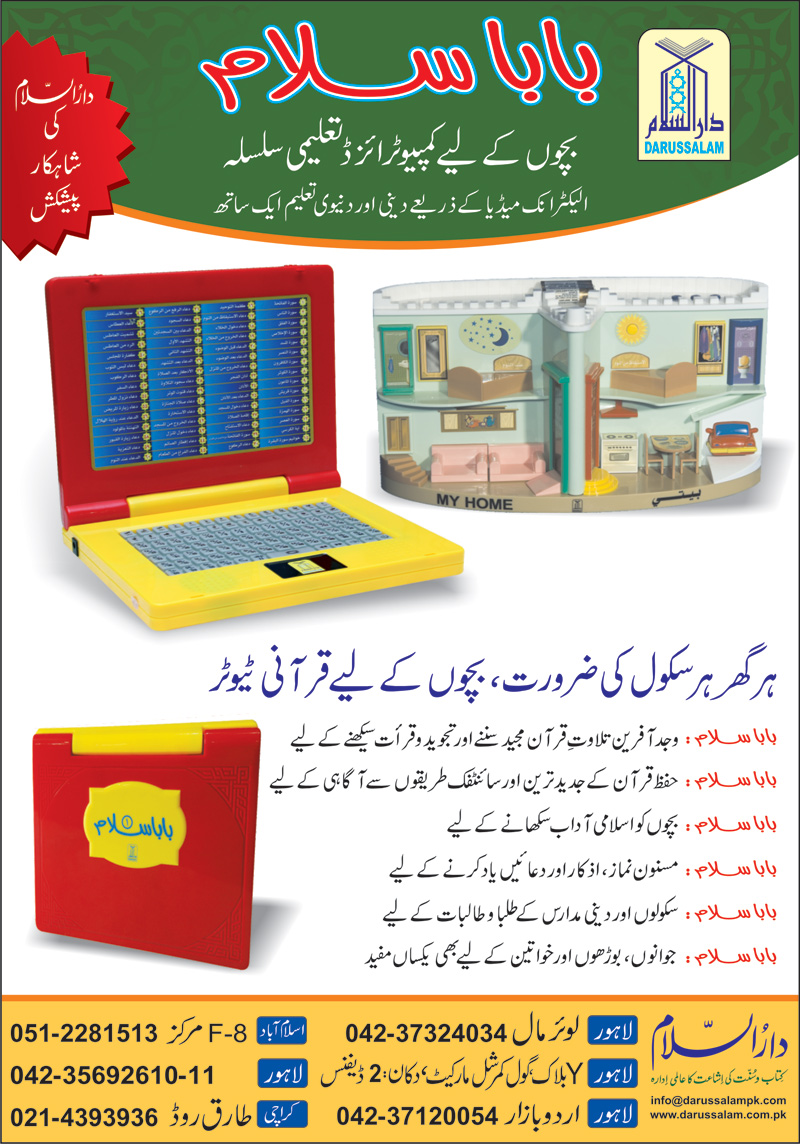 دارالسلام
کی
شاہکار
پیشکش
بابا سلام
دارالسلام
DARUSSALAM
بچوں کے لیے کمپیوٹرائزڈ تعلیمی سلسلہ
الیکٹرانک میڈیا کے ذریعے دینی اور دنیوی تعلیم ایک ساتھ
MY HOME
بيتي
ہر گھر ہر سکول کی ضرورت، بچوں کے لیے قرآنی ٹیوٹر
بابا سلام : وجد آفرین تلاوتِ قرآن مجید سننے اور تجوید و قرأت سیکھنے کے لیے
بابا سلام : حفظ قرآن کے جدید ترین اور سائنٹفک طریقوں سے آگاہی کے لیے
بابا سلام : بچوں کو اسلامی آداب سکھانے کے لیے
بابا سلام : مسنون نماز، اذکار اور دعائیں یاد کرنے کے لیے
بابا سلام : سکولوں اور دینی مدارس کے طلبا و طالبات کے لیے
بابا سلام : جوانوں، بوڑھوں اور خواتین کے لیے بھی یکساں مفید
بابا سلام
دارُالسّلام
کتاب و سنت کی اشاعت کا عالمی ادارہ
info@darussalampk.com
www.darussalam.com.pk
لاہور لوئر مال 042-37324034
اسلام آباد F-8 مرکز 051-2281513
لاہور Y بلاک، گول کمرشل مارکیٹ، دکان: 2 ڈیفنس
لاہور 042-35692610-11
لاہور اردو بازار 042-37120054
کراچی طارق روڈ 021-4393936